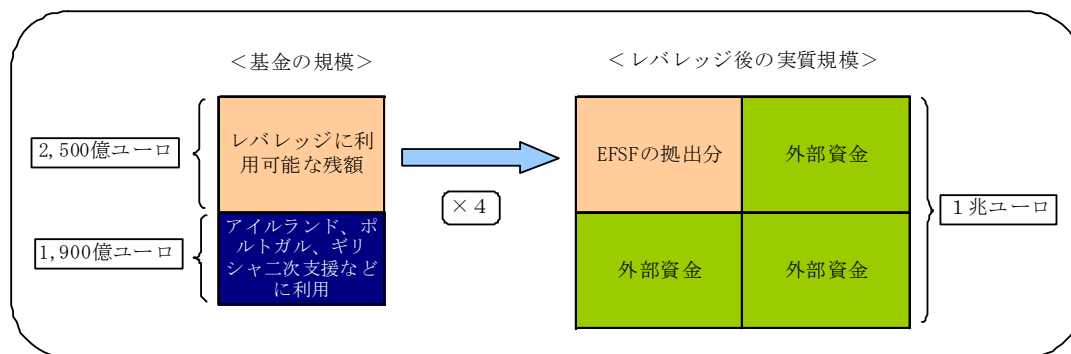 ＜基金の規模＞
＜レバレッジ後の実質規模＞
2,500億ユーロ
レバレッジに利
用可能な残額
×４
EFSFの拠出分
外部資金
１兆ユーロ
1,900億ユーロ
アイルランド、ポ
ルトガル、ギリ
シャ二次支援など
に利用
外部資金
外部資金